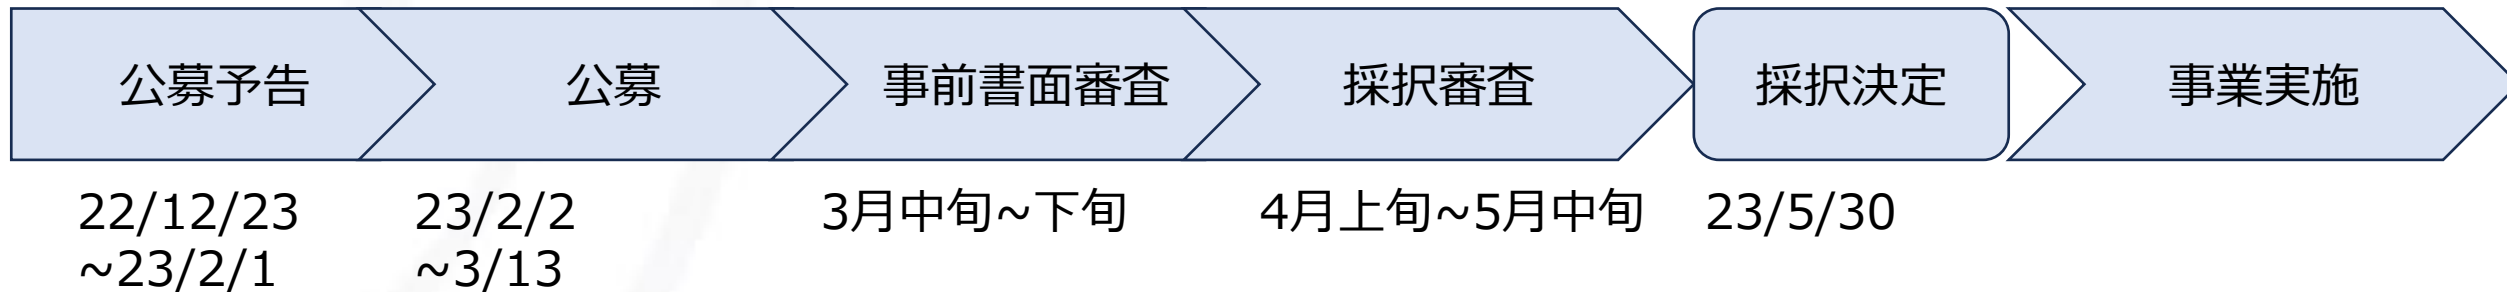 公募予告
公募
事前書面審査
採択審査
採択決定
事業実施
22/12/23
~23/2/1
23/2/2
~3/13
3月中旬~下旬
4月上旬~5月中旬
23/5/30